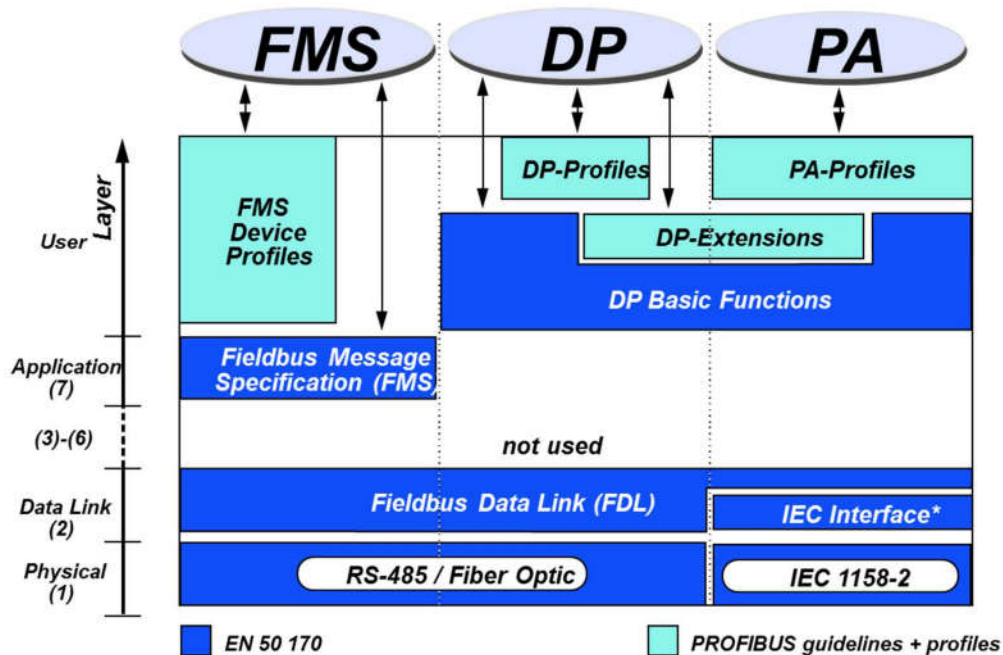 FMS
DP
PA
Layer
User
Application
(7)
(3)-(6)
Data Link
(2)
Physical
(1)
FMS
Device
Profiles
DP-Profiles
PA-Profiles
DP-Extensions
DP Basic Functions
Fieldbus Message
Specification (FMS)
not used
Fieldbus Data Link (FDL)
IEC Interface*
RS-485 / Fiber Optic
IEC 1158-2
EN 50 170
PROFIBUS guidelines + profiles